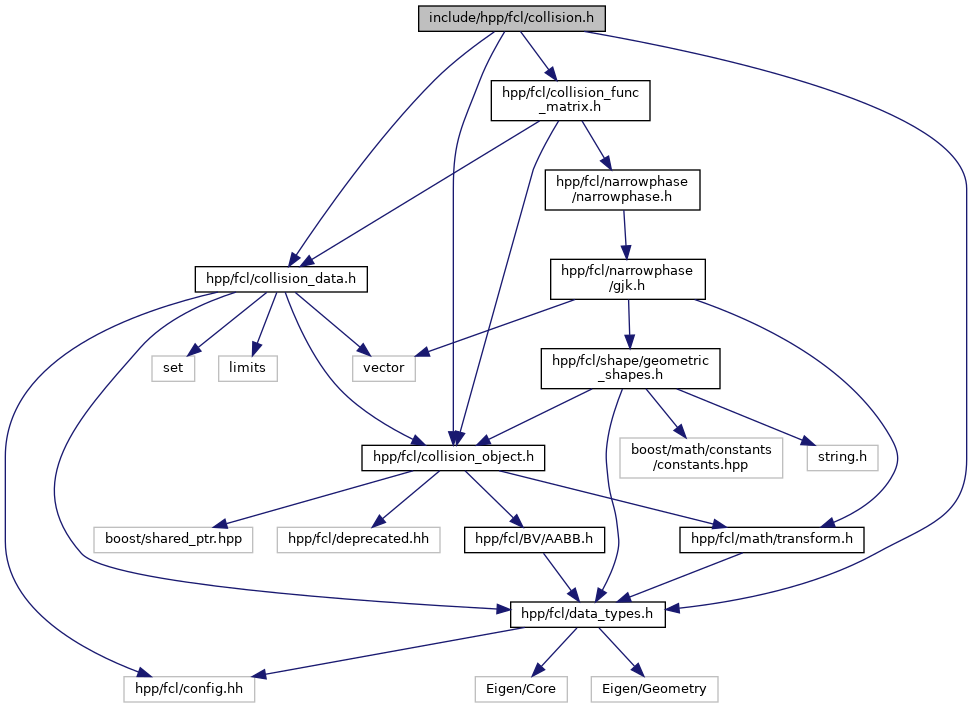 include/hpp/fcl/collision.h
hpp/fcl/collision_func
_matrix.h
hpp/fcl/narrowphase
/narrowphase.h
hpp/fcl/narrowphase
/gjk.h
hpp/fcl/collision_data.h
set
limits
vector
hpp/fcl/shape/geometric
_shapes.h
boost/math/constants
/constants.hpp
string.h
hpp/fcl/collision_object.h
boost/shared_ptr.hpp
hpp/fcl/deprecated.hh
hpp/fcl/BV/AABB.h
hpp/fcl/math/transform.h
hpp/fcl/data_types.h
hpp/fcl/config.hh
Eigen/Core
Eigen/Geometry